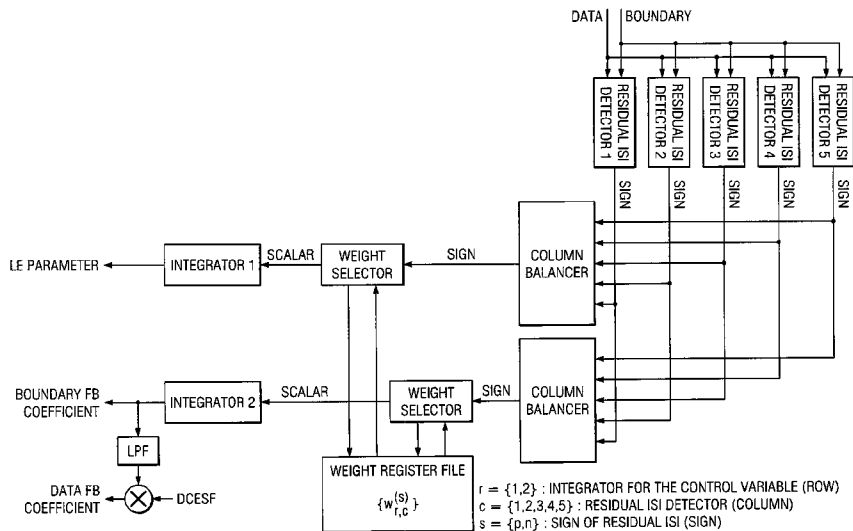 DATA BOUNDARY
RESIDUAL ISI
DETECTOR 1
RESIDUAL ISI
DETECTOR 2
RESIDUAL ISI
DETECTOR 3
RESIDUAL ISI
DETECTOR 4
RESIDUAL ISI
DETECTOR 5
SIGN
SIGN
SIGN
SIGN
SIGN
LE PARAMETER
INTEGRATOR 1
SCALAR
WEIGHT
SELECTOR
SIGN
COLUMN
BALANCER
BOUNDARY FB
COEFFICIENT
INTEGRATOR 2
SCALAR
WEIGHT
SELECTOR
SIGN
COLUMN
BALANCER
LPF
DATA FB
COEFFICIENT
DCESF
WEIGHT REGISTER FILE
{w(s)r,c}
r = {1,2} : INTEGRATOR FOR THE CONTROL VARIABLE (ROW)
c = {1,2,3,4,5} : RESIDUAL ISI DETECTOR (COLUMN)
s = {p,n} : SIGN OF RESIDUAL ISI (SIGN)